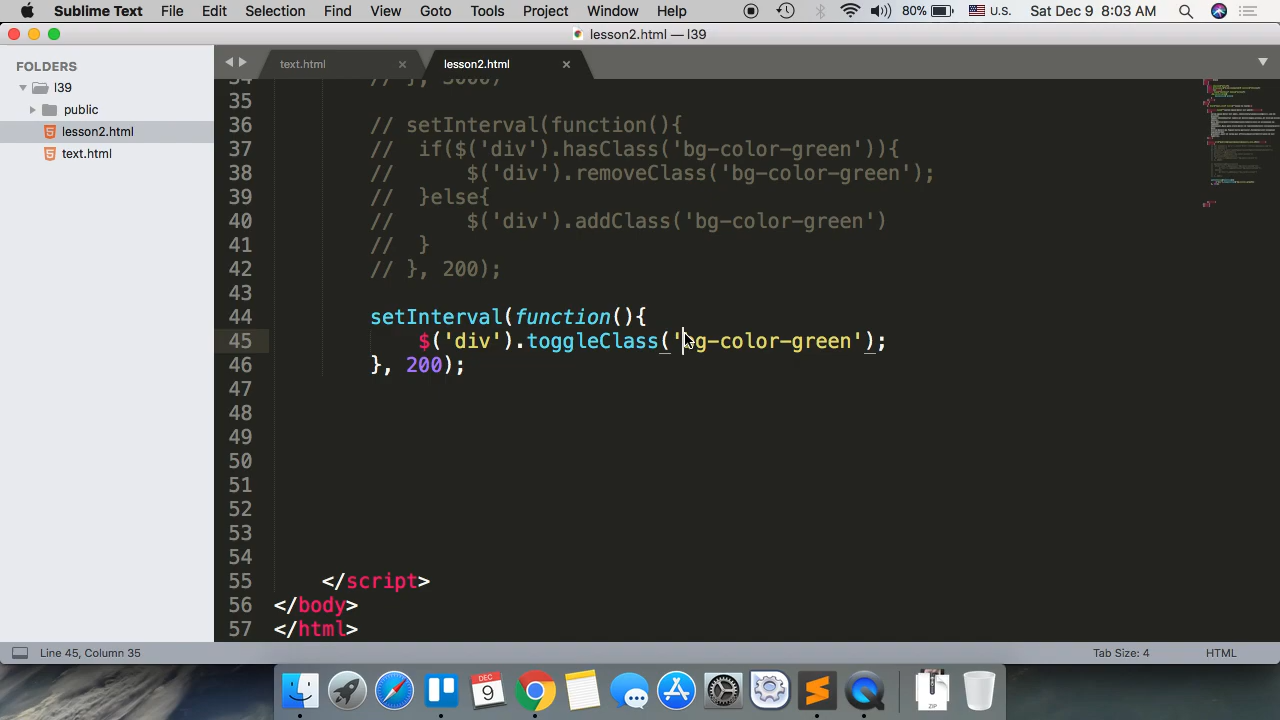 Sublime Text File Edit Selection Find View Goto Tools Project Window Help 80% U.S. Sat Dec 9 8:03 AM
lesson2.html — l39
FOLDERS
l39
public
lesson2.html
text.html
text.html
lesson2.html
34 // }, 3000)
35
36 // setInterval(function(){
37 // if($('div').hasClass('bg-color-green')){
38 // $('div').removeClass('bg-color-green');
39 // }else{
40 // $('div').addClass('bg-color-green')
41 // }
42 // }, 200);
43
44 setInterval(function(){
45 $('div').toggleClass('bg-color-green');
46 }, 200);
47
48
49
50
51
52
53
54
55 </script>
56 </body>
57 </html>
Line 45, Column 35 Tab Size: 4 HTML
DEC
9
ZIP